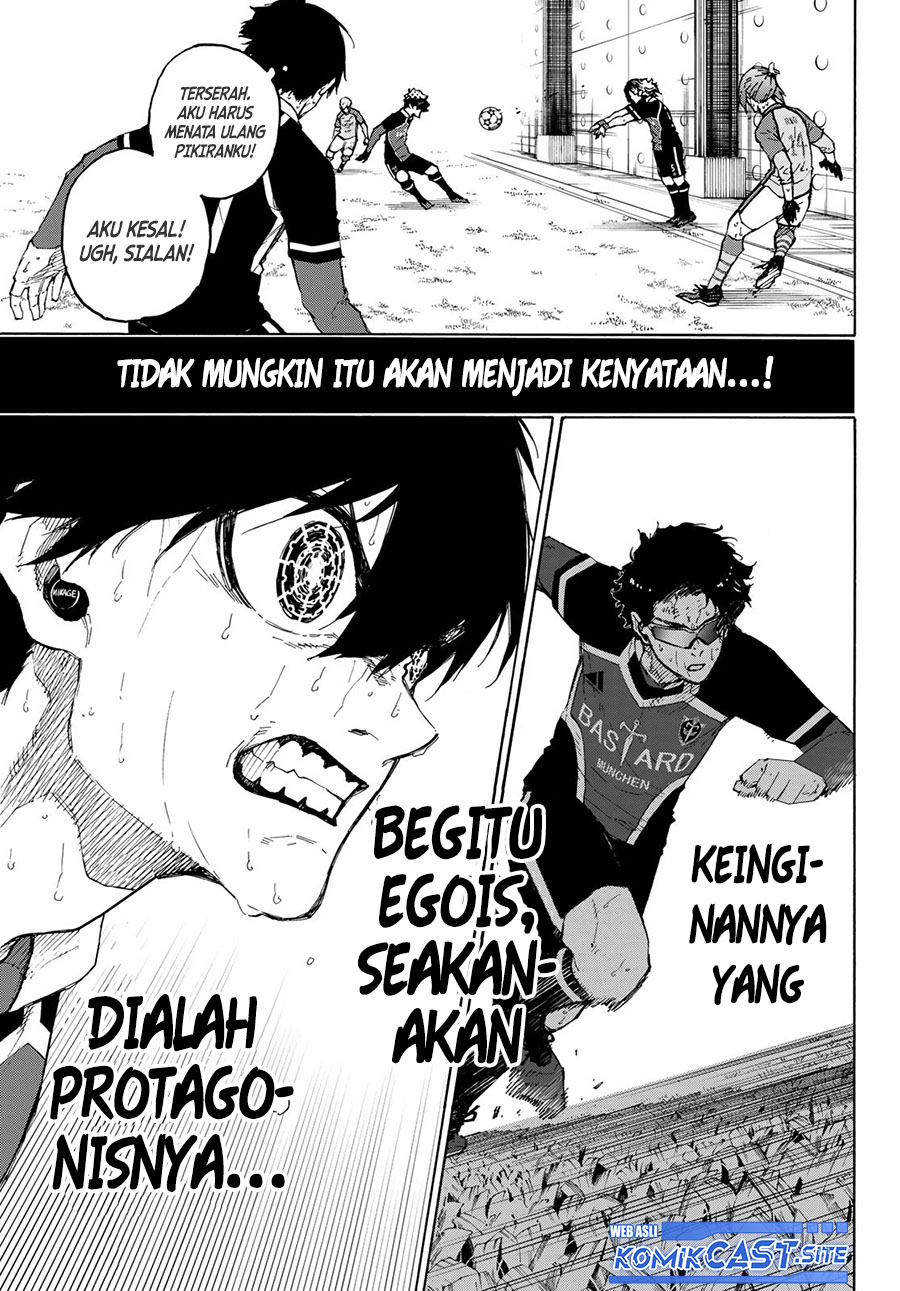 TERSERAH.
AKU HARUS
MENATA ULANG
PIKIRANKU!
AKU KESAL!
UGH, SIALAN!
TIDAK MUNGKIN ITU AKAN MENJADI KENYATAAN...!
MIKAGE
BASTARD
MUNCHEN
KEINGI-
NANNYA
YANG
BEGITU
EGOIS,
SEAKAN-
AKAN
DIALAH
PROTAGO-
NISNYA...
WEB ASLI
KOMIKCAST.SITE